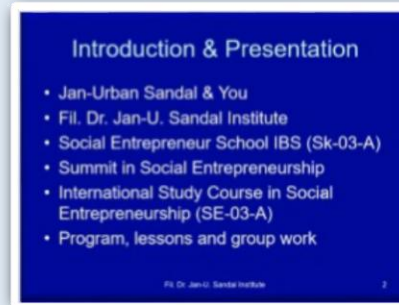 Introduction & Presentation
• Jan-Urban Sandal & You
• Fil. Dr. Jan-U. Sandal Institute
• Social Entrepreneur School IBS (Sk-03-A)
• Summit in Social Entrepreneurship
• International Study Course in Social
Entrepreneurship (SE-03-A)
• Program, lessons and group work
Fil. Dr. Jan-U. Sandal Institute 2